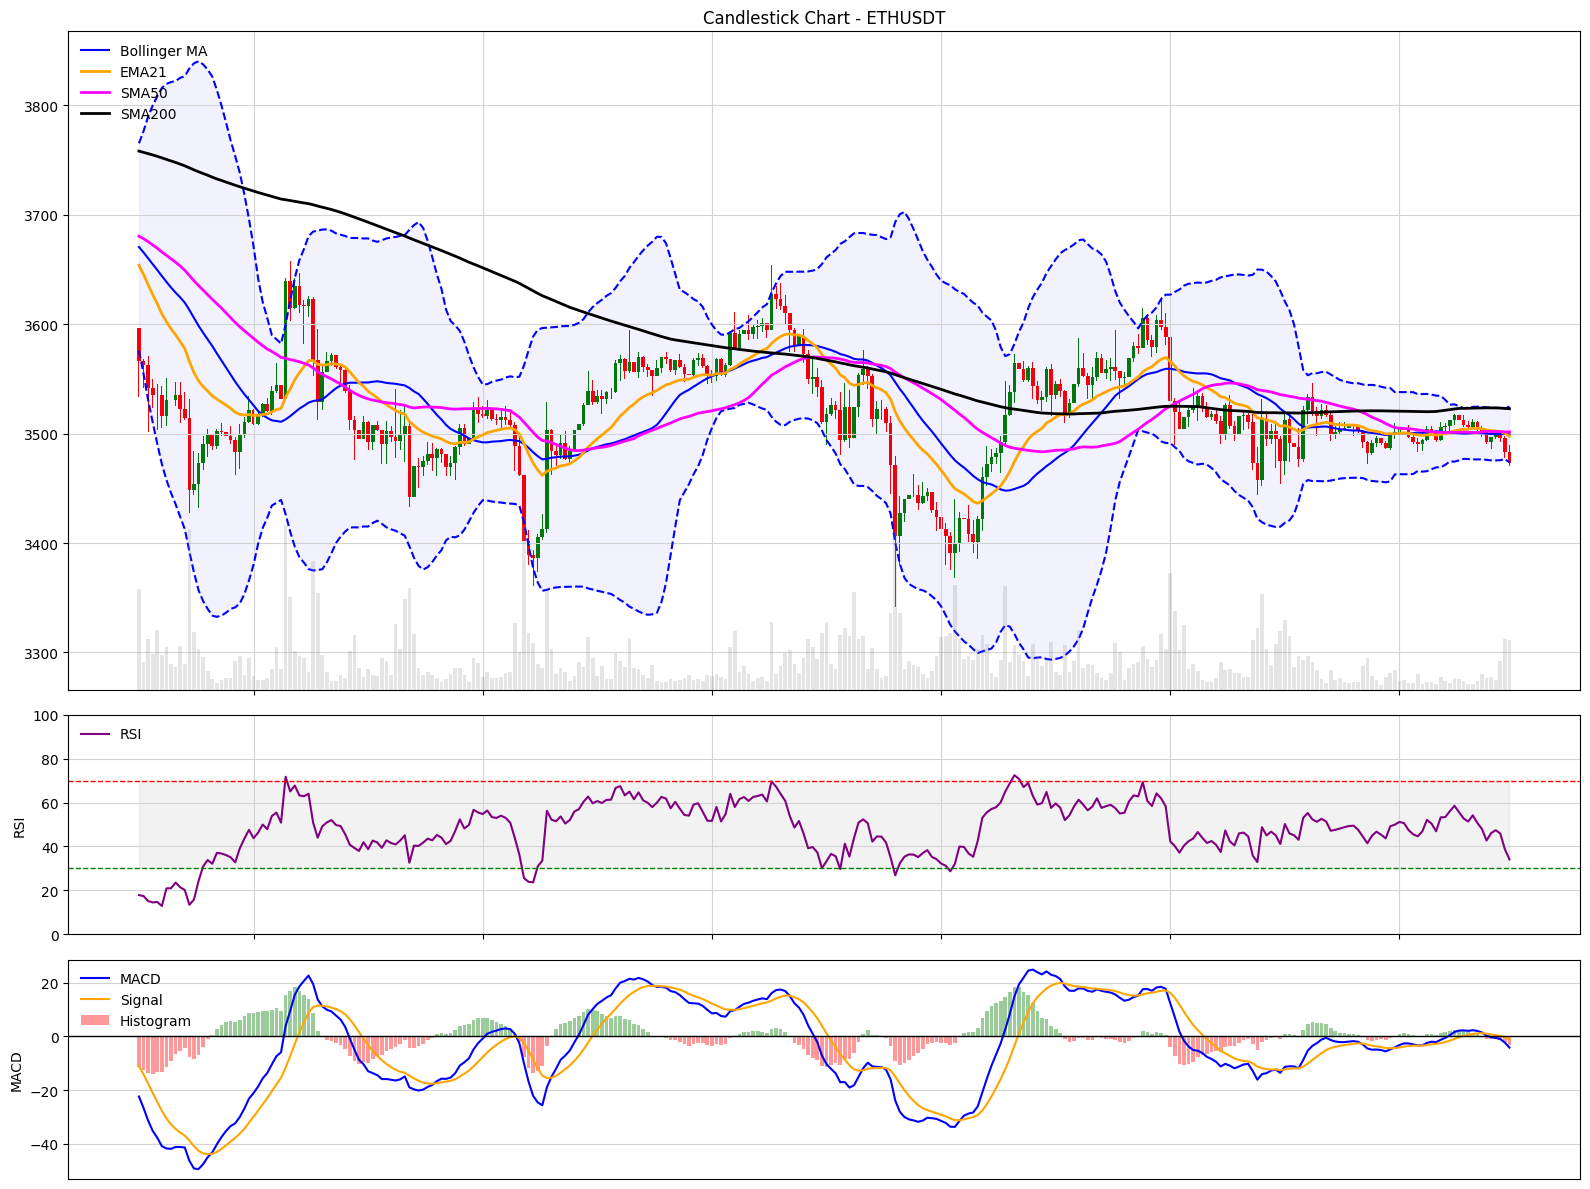 Candlestick Chart - ETHUSDT
Bollinger MA
EMA21
SMA50
SMA200
3800
3700
3600
3500
3400
3300
100
80
60
40
20
0
RSI
RSI
20
0
−20
−40
MACD
MACD
Signal
Histogram